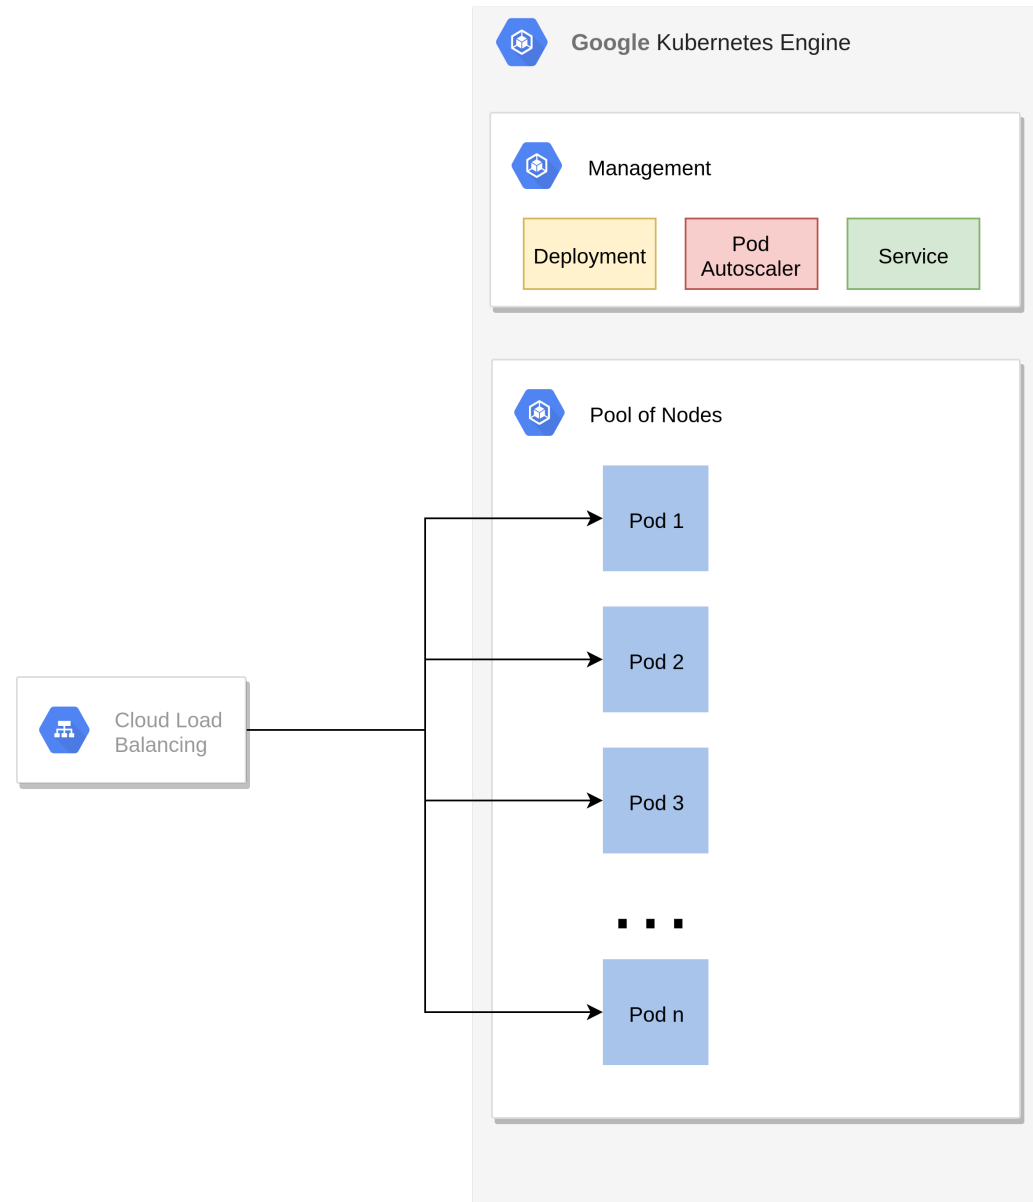 Google Kubernetes Engine
Management
Deployment
Pod
Autoscaler
Service
Pool of Nodes
Pod 1
Pod 2
Cloud Load
Balancing
Pod 3
...
Pod n